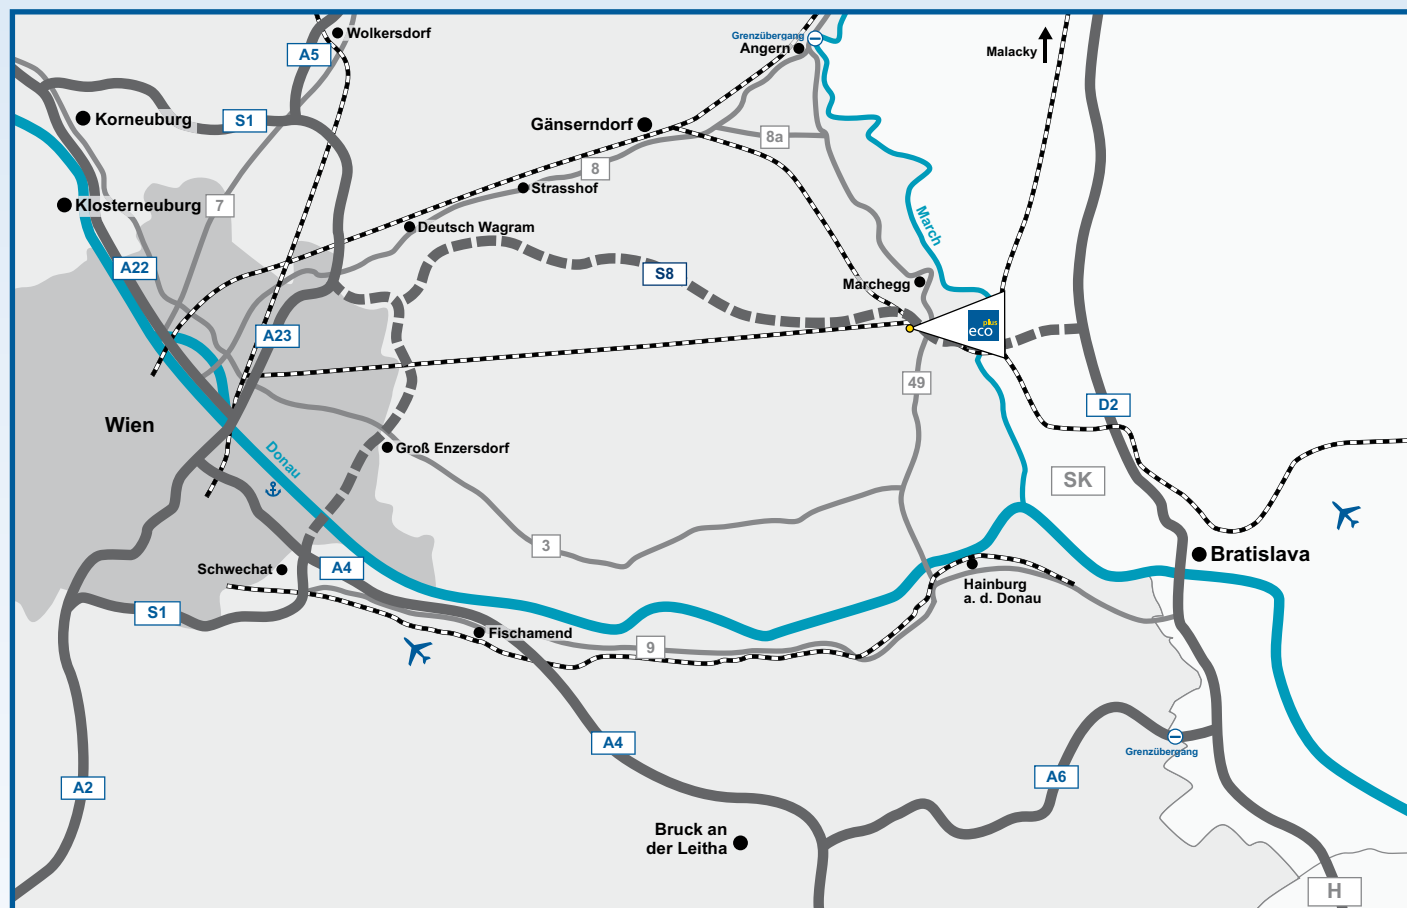 Wolkersdorf
Grenzübergang
Angern
Malacky
A5
Korneuburg
S1
Gänserndorf
8a
8
Strasshof
Klosterneuburg
7
Deutsch Wagram
March
A22
S8
Marchegg
plus
eco
A23
49
D2
Wien
Groß Enzersdorf
Donau
SK
3
Bratislava
Schwechat
A4
Hainburg
a. d. Donau
S1
Fischamend
9
A4
Grenzübergang
A6
A2
Bruck an
der Leitha
H